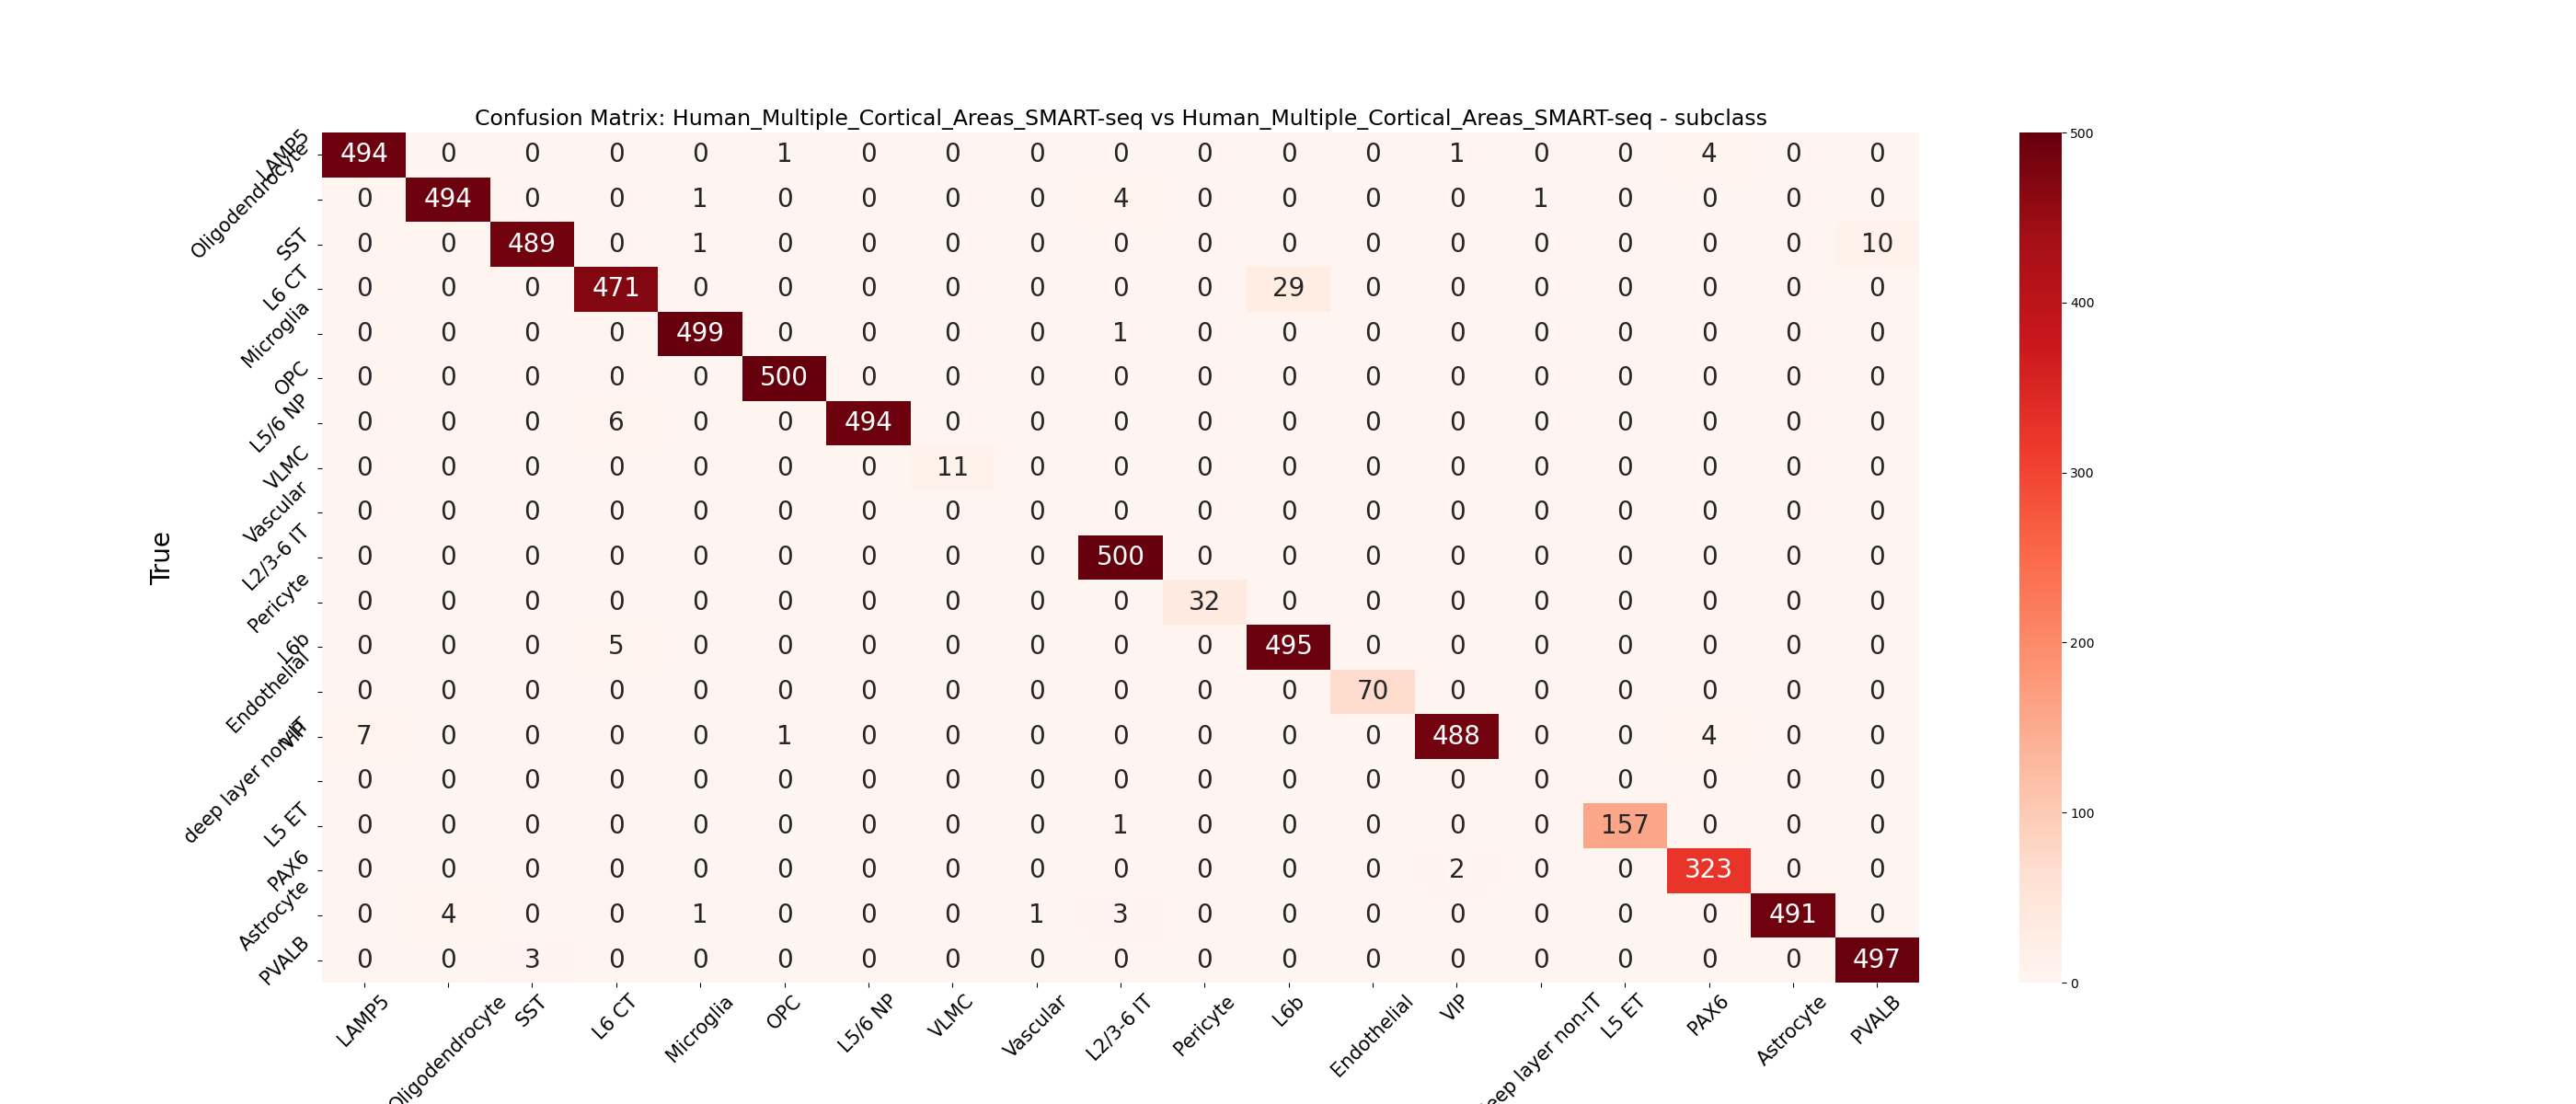 Confusion Matrix: Human_Multiple_Cortical_Areas_SMART-seq vs Human_Multiple_Cortical_Areas_SMART-seq - subclass
True
LAMP5 494 0 0 0 0 1 0 0 0 0 0 0 0 1 0 0 4 0 0
Oligodendrocyte 0 494 0 0 1 0 0 0 0 4 0 0 0 0 1 0 0 0 0
SST 0 0 489 0 1 0 0 0 0 0 0 0 0 0 0 0 0 0 10
L6 CT 0 0 0 471 0 0 0 0 0 0 0 29 0 0 0 0 0 0 0
Microglia 0 0 0 0 499 0 0 0 0 1 0 0 0 0 0 0 0 0 0
OPC 0 0 0 0 0 500 0 0 0 0 0 0 0 0 0 0 0 0 0
L5/6 NP 0 0 0 6 0 0 494 0 0 0 0 0 0 0 0 0 0 0 0
VLMC 0 0 0 0 0 0 0 11 0 0 0 0 0 0 0 0 0 0 0
Vascular 0 0 0 0 0 0 0 0 0 0 0 0 0 0 0 0 0 0 0
L2/3-6 IT 0 0 0 0 0 0 0 0 0 500 0 0 0 0 0 0 0 0 0
Pericyte 0 0 0 0 0 0 0 0 0 0 32 0 0 0 0 0 0 0 0
L6b 0 0 0 5 0 0 0 0 0 0 0 495 0 0 0 0 0 0 0
Endothelial 0 0 0 0 0 0 0 0 0 0 0 0 70 0 0 0 0 0 0
VIP 7 0 0 0 0 1 0 0 0 0 0 0 0 488 0 0 4 0 0
deep layer non-IT 0 0 0 0 0 0 0 0 0 0 0 0 0 0 0 0 0 0 0
L5 ET 0 0 0 0 0 0 0 0 0 1 0 0 0 0 0 157 0 0 0
PAX6 0 0 0 0 0 0 0 0 0 0 0 0 0 2 0 0 323 0 0
Astrocyte 0 4 0 0 1 0 0 0 1 3 0 0 0 0 0 0 0 491 0
PVALB 0 0 3 0 0 0 0 0 0 0 0 0 0 0 0 0 0 0 497
LAMP5 Oligodendrocyte SST L6 CT Microglia OPC L5/6 NP VLMC Vascular L2/3-6 IT Pericyte L6b Endothelial VIP deep layer non-IT L5 ET PAX6 Astrocyte PVALB
500
400
300
200
100
0